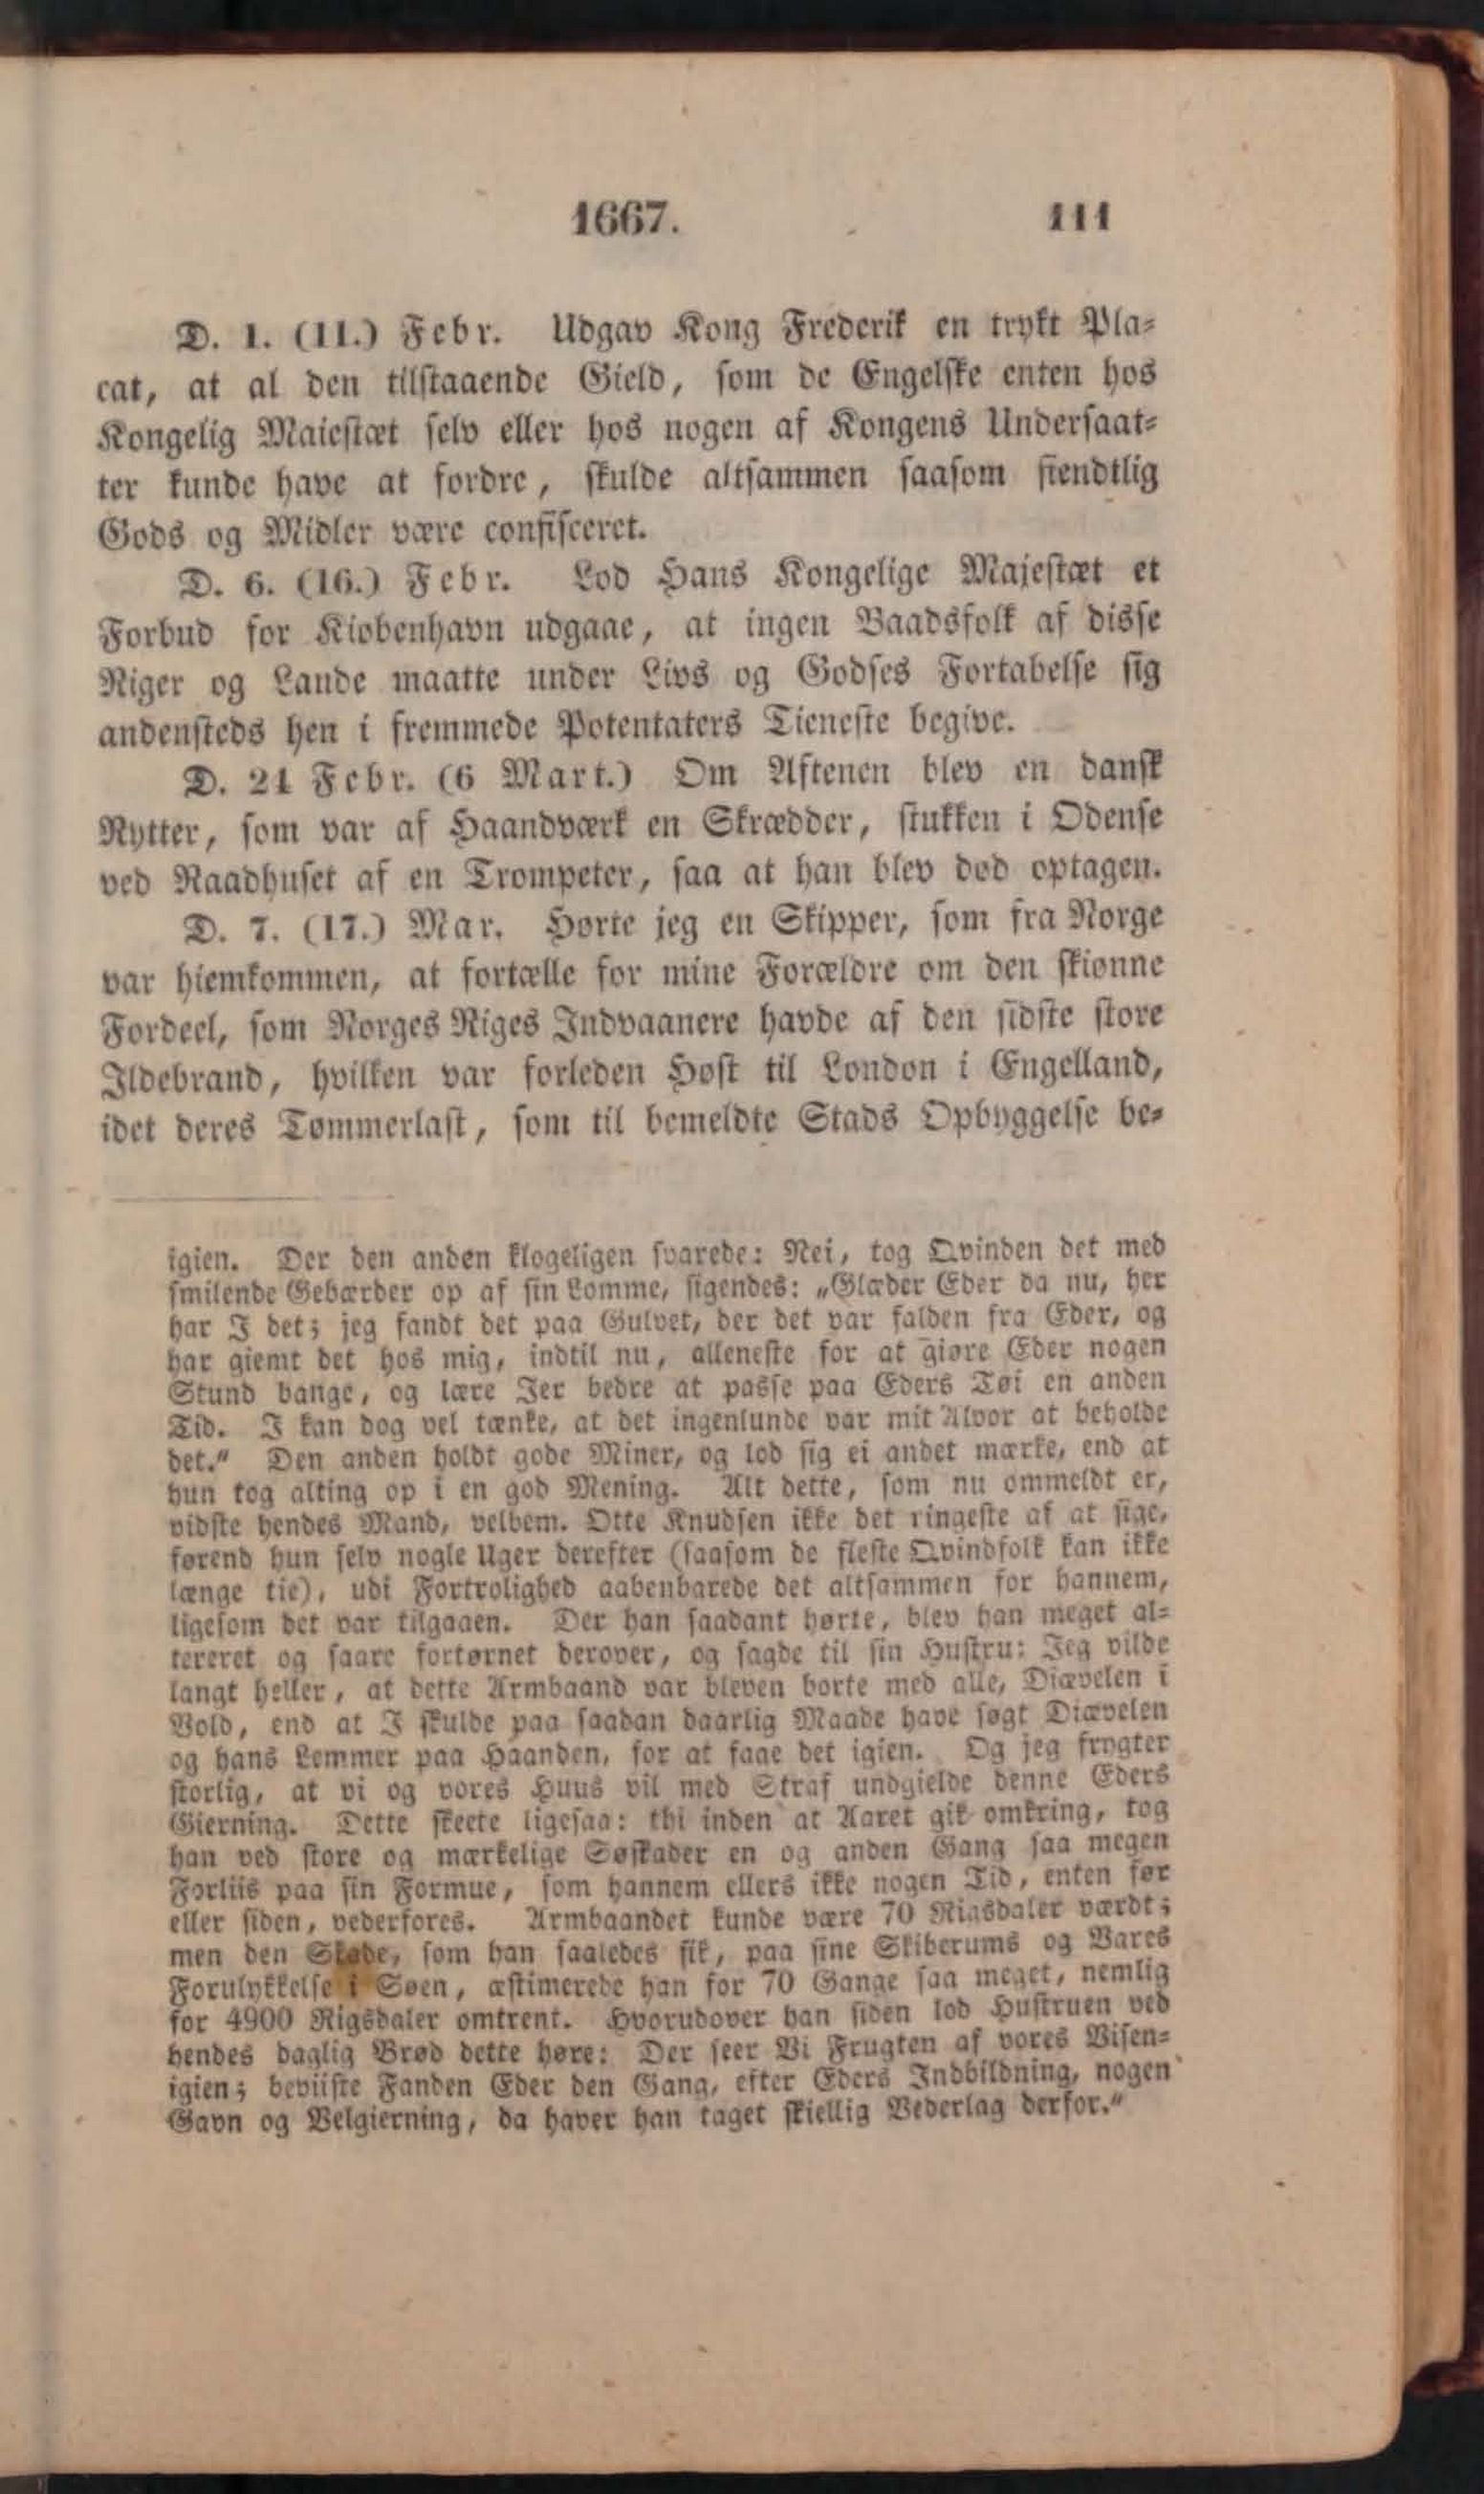 1667. 111
D. 1. (11.) Febr. Udgav Kong Frederik en trykt Pla-
cat, at al den tilstaaende Gield, som de Engelske enten hos
Kongelig Maiestæt selv eller hos nogen af Kongens Undersaat-
ter kunde have at fordre, skulde altsammen saasom fiendtlig
Gods og Midler være confisceret.
D. 6. (16.) Febr. Lod Hans Kongelige Majestæt et
Forbud for Kiøbenhavn udgaae, at ingen Baadsfolk af disse
Riger og Lande maatte under Livs og Godses Fortabelse sig
andensteds hen i fremmede Potentaters Tieneste begive.
D. 24 Febr. (6 Mart.) Om Aftenen blev en dansk
Rytter, som var af Haandværk en Skrædder, stukken i Odense
ved Raadhuset af en Trompeter, saa at han blev død optagen.
D. 7. (17.) Mar. Hørte jeg en Skipper, som fra Norge
var hiemkommen, at fortælle for mine Forældre om den skiønne
Fordeel, som Norges Riges Indvaanere havde af den sidste store
Ildebrand, hvilken var forleden Høst til London i Engelland,
idet deres Tømmerlast, som til bemeldte Stads Opbyggelse be-
igien. Der den anden klogeligen svarede: Nei, tog Qvinden det med
smilende Gebærder op af sin Lomme, sigendes: „Glæder Eder da nu, her
har I det; jeg fandt det paa Gulvet, der det var falden fra Eder, og
har giemt det hos mig, indtil nu, alleneste for at giøre Eder nogen
Stund bange, og lære Jer bedre at passe paa Eders Tøi en anden
Tid. I kan dog vel tænke, at det ingenlunde var mit Alvor at beholde
det.“ Den anden holdt gode Miner, og lod sig ei andet mærke, end at
hun tog alting op i en god Mening. Alt dette, som nu ommeldt er,
vidste hendes Mand, velbem. Otte Knudsen ikke det ringeste af at sige,
førend hun selv nogle Uger derefter (saasom de fleste Qvindfolk kan ikke
længe tie), udi Fortrolighed aabenbarede det altsammen for hannem,
ligesom det var tilgaaen. Der han saadant hørte, blev han meget al-
tereret og saare fortørnet derover, og sagde til sin Hustru: Jeg vilde
langt heller, at dette Armbaand var bleven borte med alle, Diævelen i
Vold, end at I skulde paa saadan daarlig Maade have søgt Diævelen
og hans Lemmer paa Haanden, for at faae det igien. Og jeg frygter
storlig, at vi og vores Huus vil med Straf undgielde denne Eders
Gierning. Dette skeete ligesaa: thi inden at Aaret gik omkring, tog
han ved store og mærkelige Søskader en og anden Gang saa megen
Forliis paa sin Formue, som hannem ellers ikke nogen Tid, enten før
eller siden, vederfores. Armbaandet kunde være 70 Rigsdaler værdt;
men den Skade, som han saaledes fik, paa sine Skiberums og Vares
Forulykkelse i Søen, æstimerede han for 70 Gange saa meget, nemlig
for 4900 Rigsdaler omtrent. Hvorudover han siden lod Hustruen ved
hendes daglig Brød dette høre: Der seer Vi Frugten af vores Visen-
igien; beviiste Fanden Eder den Gang, efter Eders Indbildning, nogen
Gavn og Velgierning, da haver han taget skiellig Vederlag derfor.“